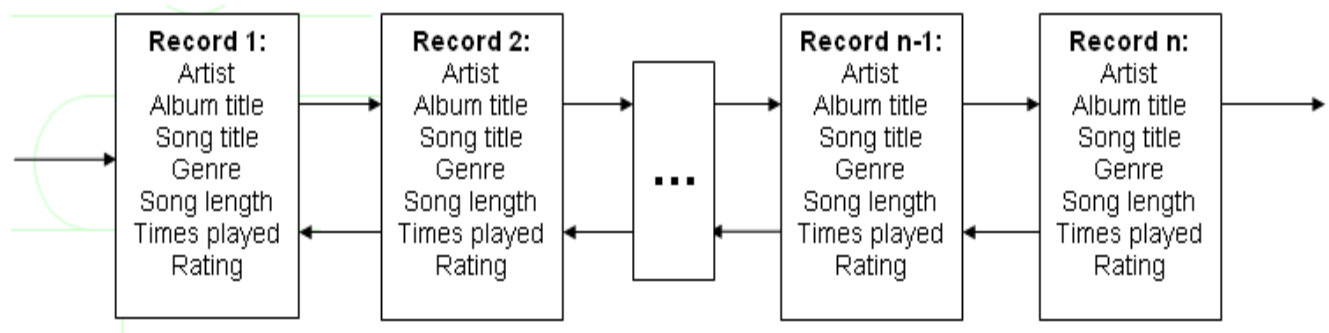 Record 1:
Artist
Album title
Song title
Genre
Song length
Times played
Rating
Record 2:
Artist
Album title
Song title
Genre
Song length
Times played
Rating
...
Record n-1:
Artist
Album title
Song title
Genre
Song length
Times played
Rating
Record n:
Artist
Album title
Song title
Genre
Song length
Times played
Rating